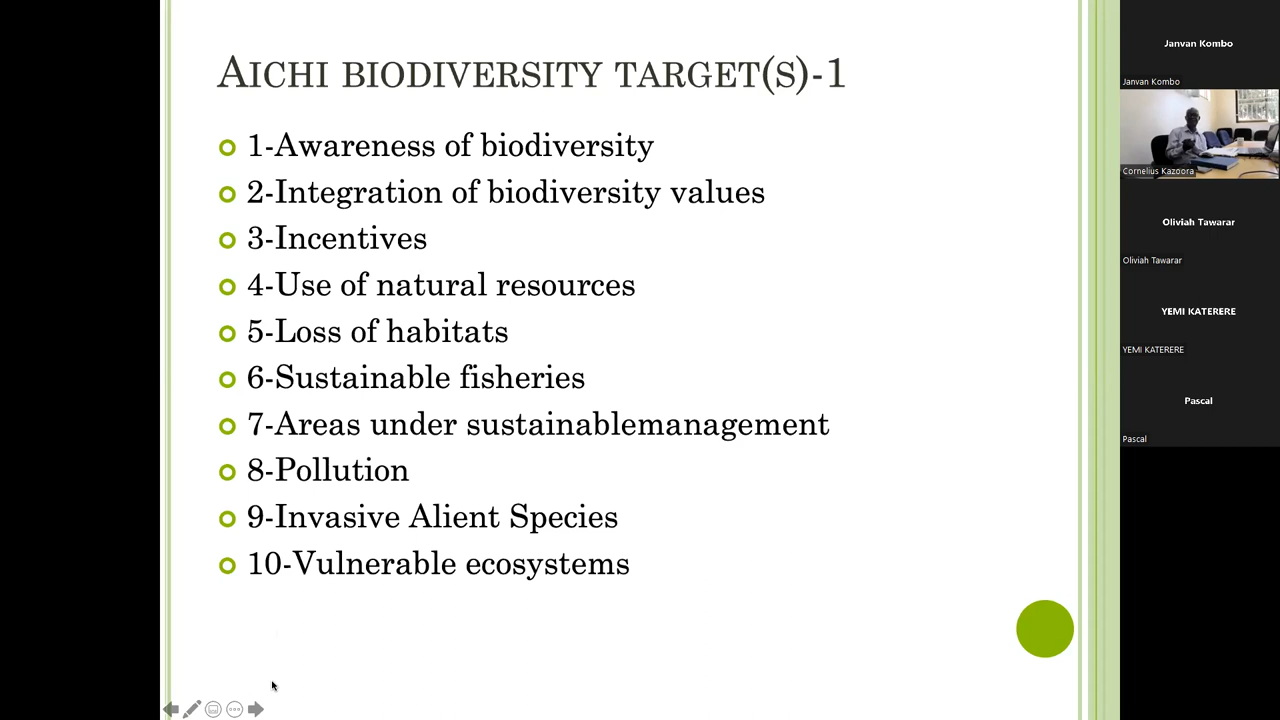 AICHI BIODIVERSITY TARGET(S)-1
1-Awareness of biodiversity
2-Integration of biodiversity values
3-Incentives
4-Use of natural resources
5-Loss of habitats
6-Sustainable fisheries
7-Areas under sustainablemanagement
8-Pollution
9-Invasive Alient Species
10-Vulnerable ecosystems
Janvan Kombo
Janvan Kombo
Cornelius Kazoora
Oliviah Tawarar
Oliviah Tawarar
YEMI KATERERE
YEMI KATERERE
Pascal
Pascal